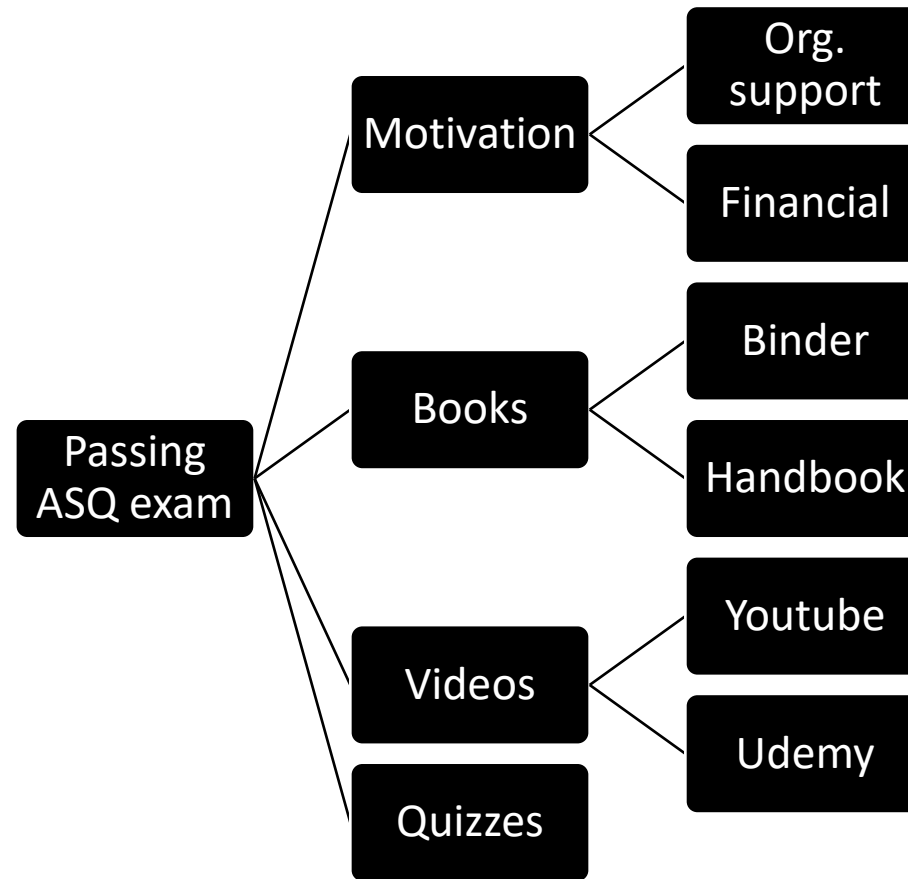 Passing
ASQ exam
Motivation
Org.
support
Financial
Books
Binder
Handbook
Videos
Youtube
Udemy
Quizzes